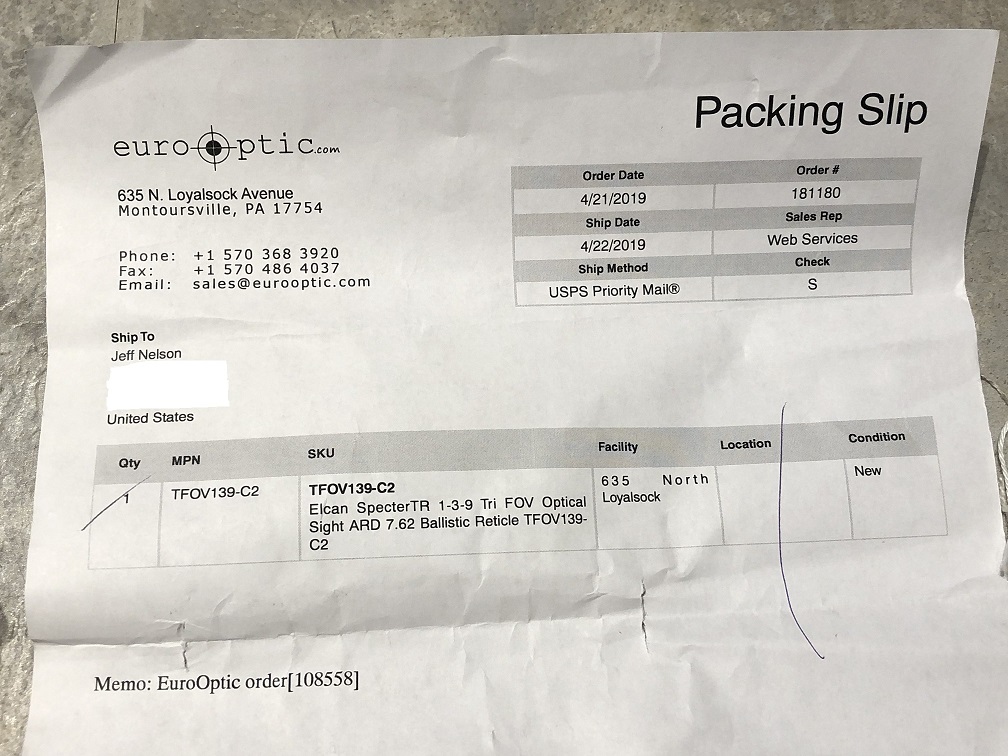 Packing Slip
euro ptic.com
635 N. Loyalsock Avenue
Montoursville, PA 17754
Phone: +1 570 368 3920
Fax: +1 570 486 4037
Email: sales@eurooptic.com
Order Date Order #
4/21/2019 181180
Ship Date Sales Rep
4/22/2019 Web Services
Ship Method Check
USPS Priority Mail® S
Ship To
Jeff Nelson
United States
Qty MPN SKU Facility Location Condition
1 TFOV139-C2 TFOV139-C2 635 North New
Elcan SpecterTR 1-3-9 Tri FOV Optical Loyalsock
Sight ARD 7.62 Ballistic Reticle TFOV139-
C2
Memo: EuroOptic order[108558]